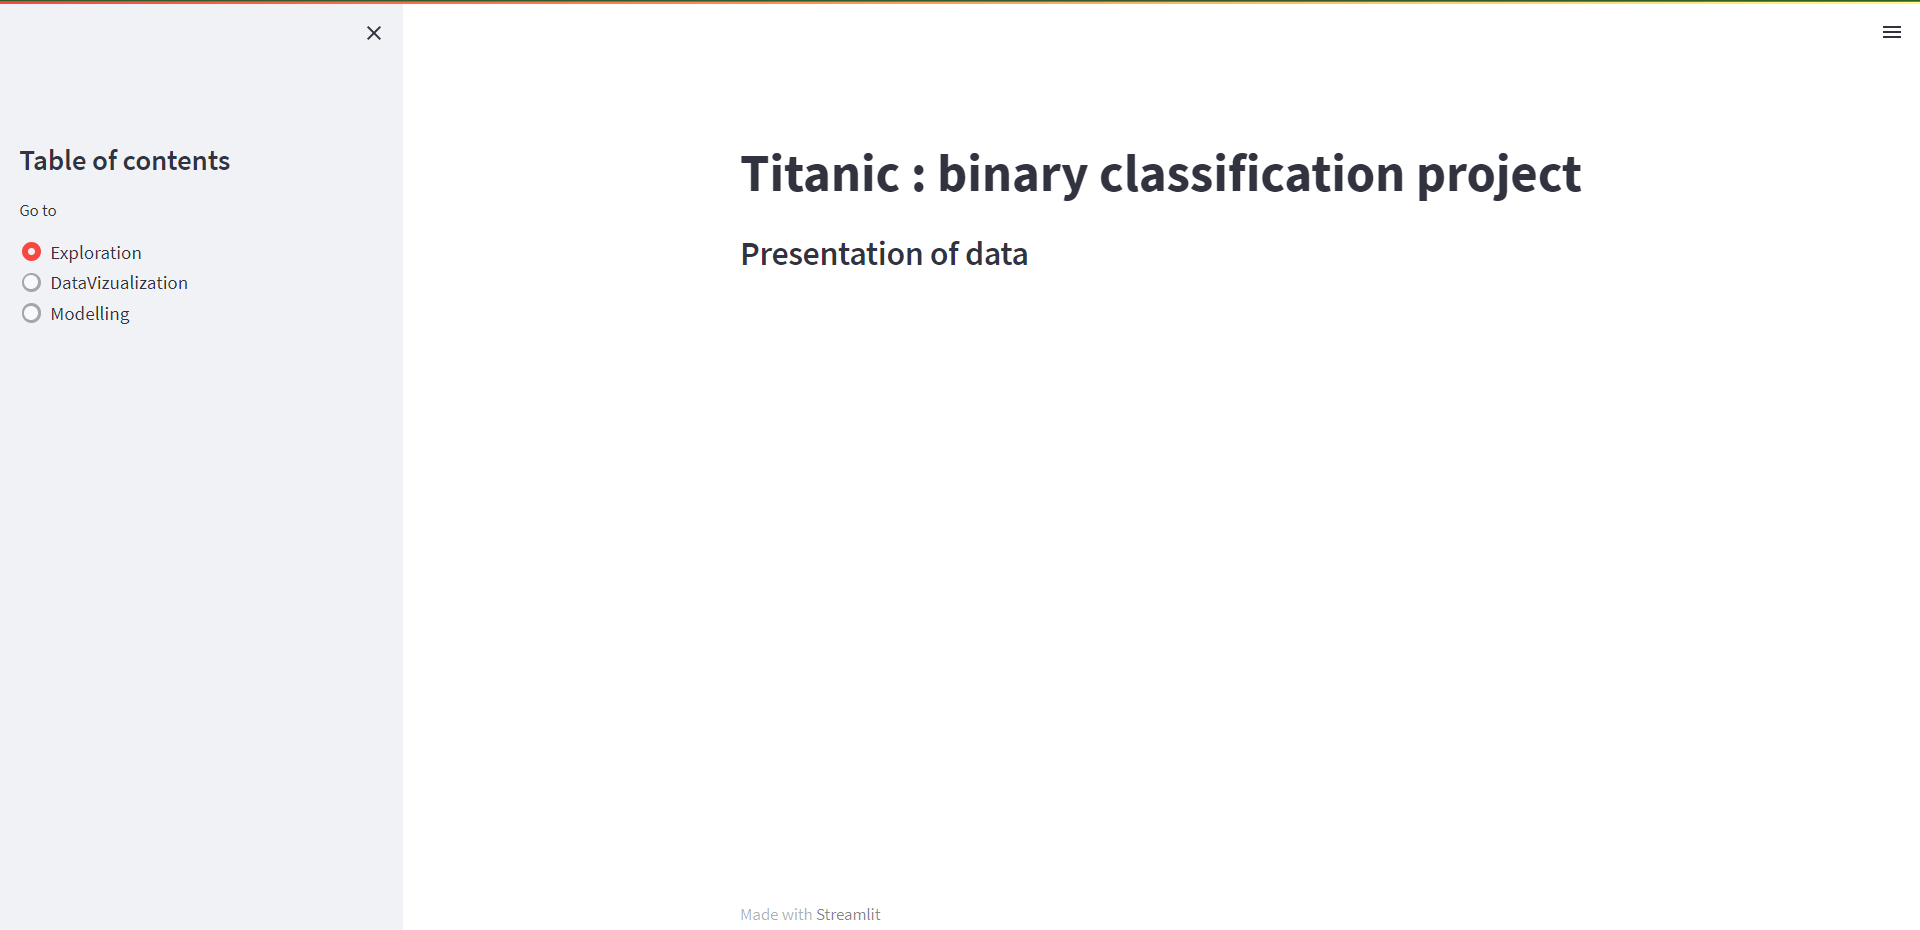 Table of contents
Go to
Exploration
DataVizualization
Modelling
Titanic : binary classification project
Presentation of data
Made with Streamlit